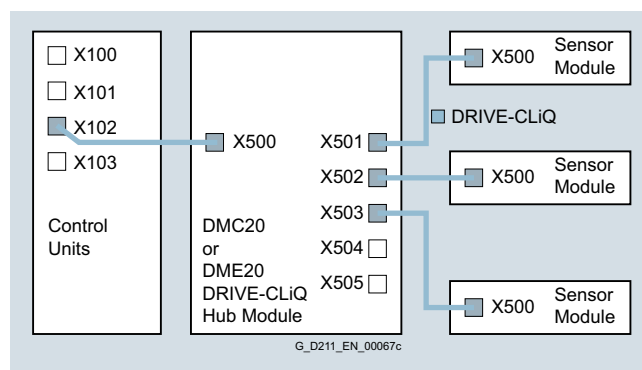 X100
X101
X102
X103
Control
Units
X500
DMC20
or
DME20
DRIVE-CLiQ
Hub Module
X501
X502
X503
X504
X505
X500
Sensor
Module
DRIVE-CLiQ
X500
Sensor
Module
X500
Sensor
Module
G_D211_EN_00067c